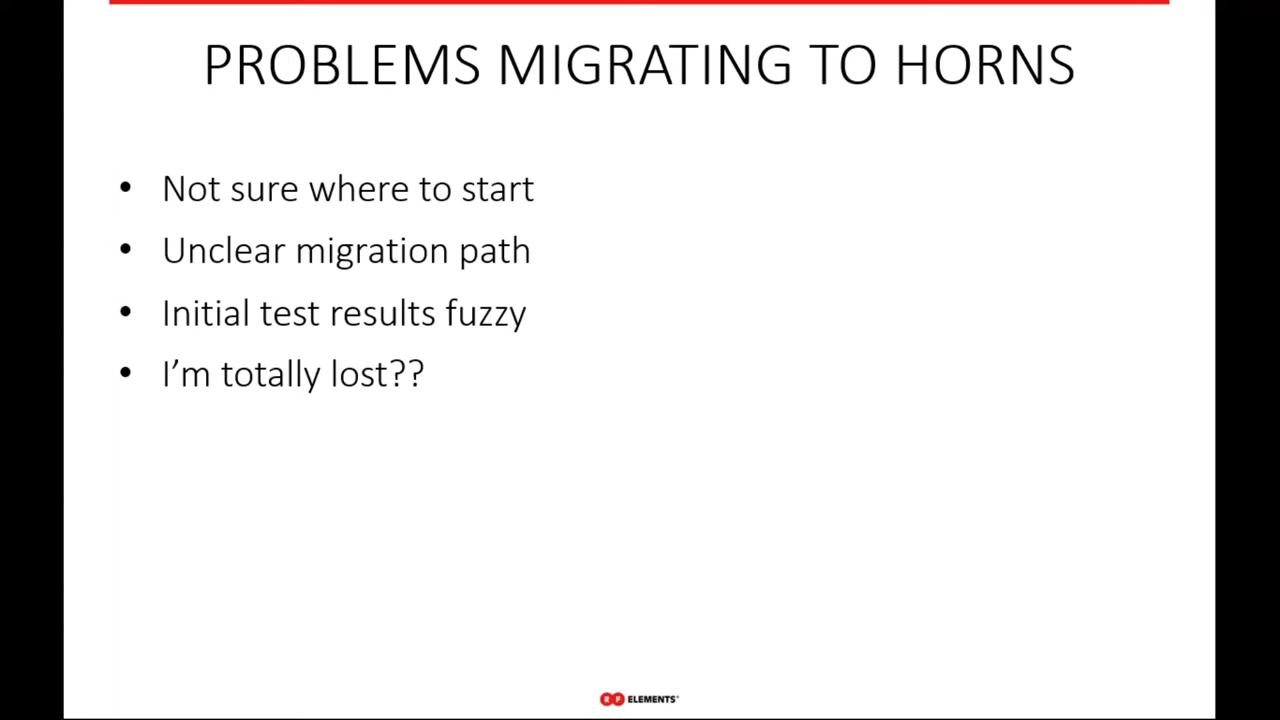 PROBLEMS MIGRATING TO HORNS
• Not sure where to start
• Unclear migration path
• Initial test results fuzzy
• I’m totally lost??
RF ELEMENTS